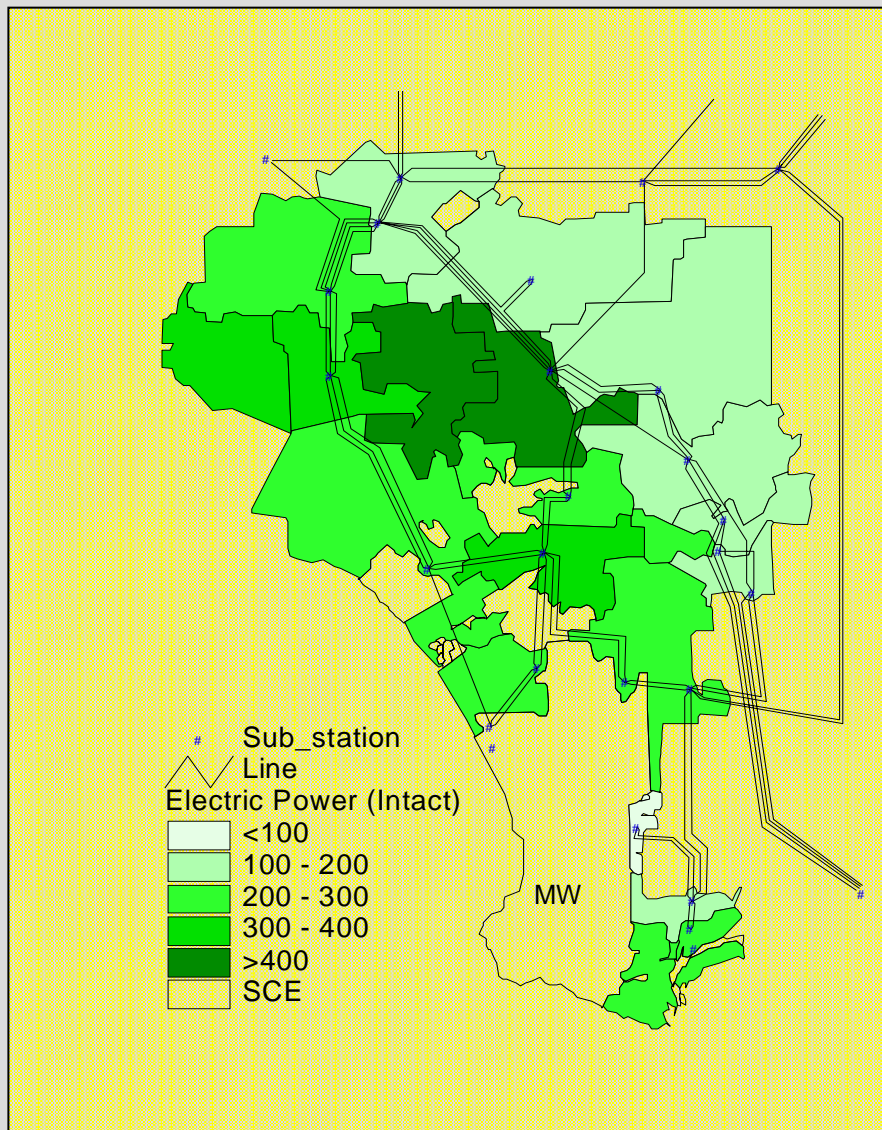 # Sub_station
Line
Electric Power (Intact)
<100
100 - 200
200 - 300
300 - 400
>400
SCE
MW